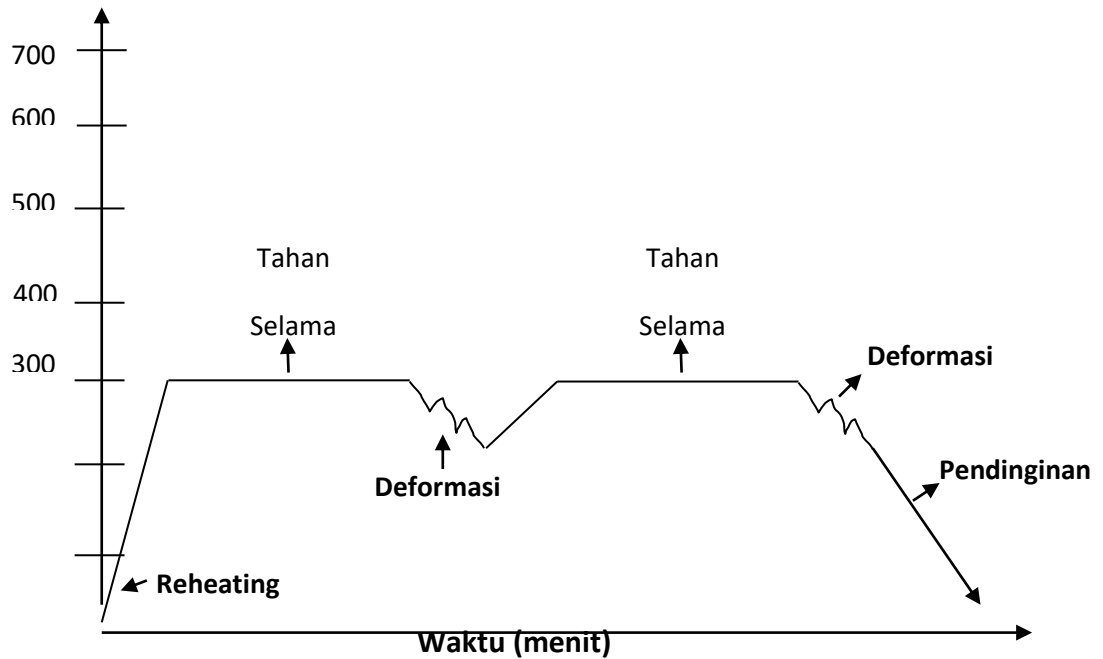 700
600
500
Tahan
Tahan
400
Selama
Selama
300
Deformasi
Deformasi
Pendinginan
Reheating
Waktu (menit)